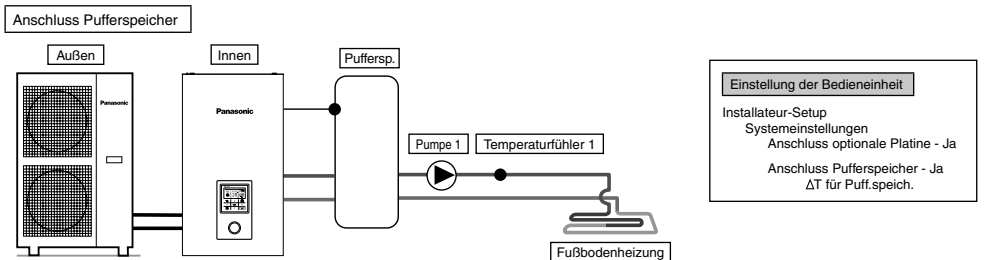 Anschluss Pufferspeicher
Außen
Innen
Puffersp.
Panasonic
Panasonic
Pumpe 1
Temperaturfühler 1
Fußbodenheizung
Einstellung der Bedieneinheit
Installateur-Setup
Systemeinstellungen
Anschluss optionale Platine - Ja
Anschluss Pufferspeicher - Ja
ΔT für Puff.speich.